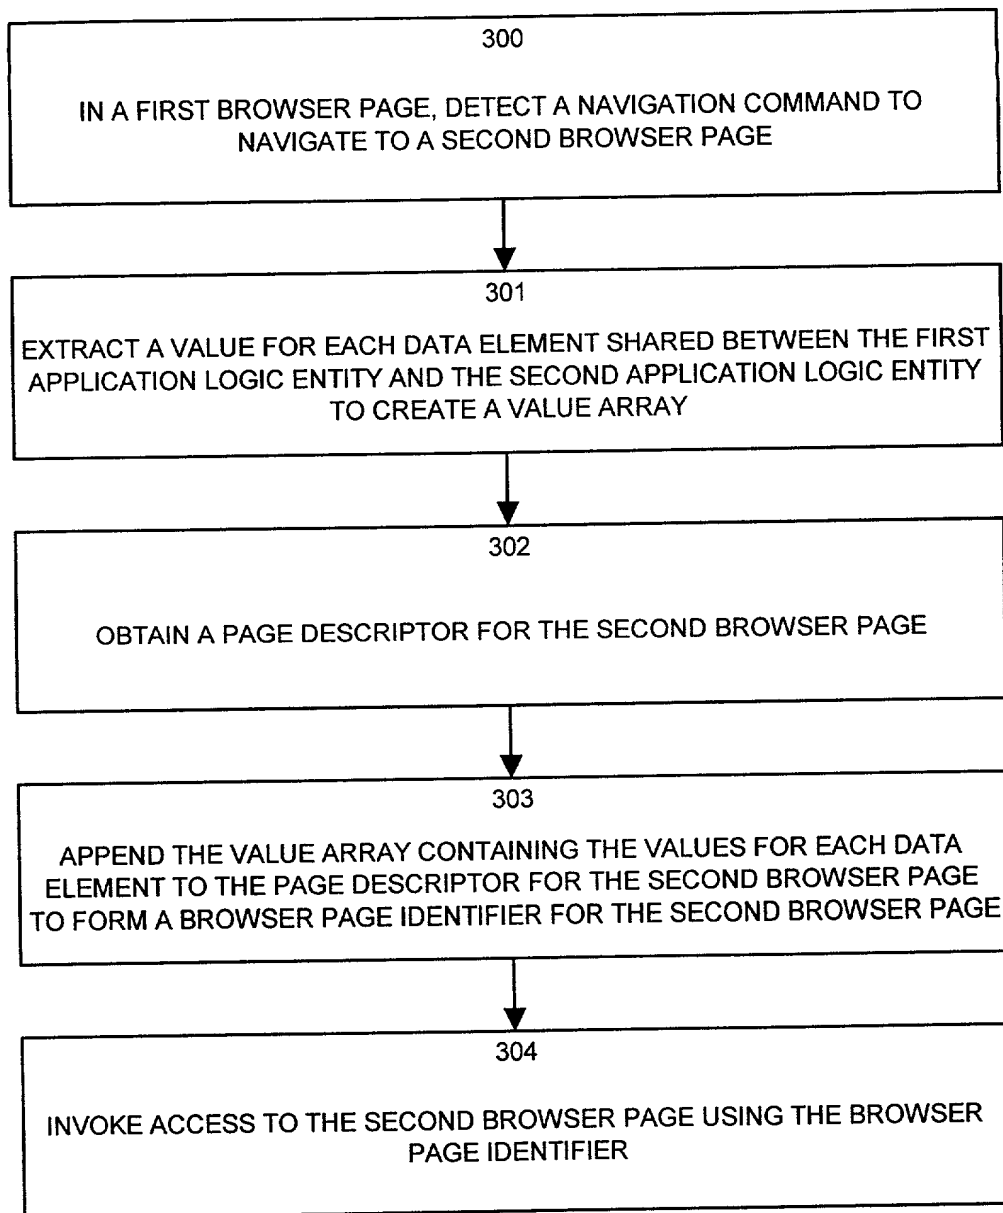 300
IN A FIRST BROWSER PAGE, DETECT A NAVIGATION COMMAND TO
NAVIGATE TO A SECOND BROWSER PAGE
301
EXTRACT A VALUE FOR EACH DATA ELEMENT SHARED BETWEEN THE FIRST
APPLICATION LOGIC ENTITY AND THE SECOND APPLICATION LOGIC ENTITY
TO CREATE A VALUE ARRAY
302
OBTAIN A PAGE DESCRIPTOR FOR THE SECOND BROWSER PAGE
303
APPEND THE VALUE ARRAY CONTAINING THE VALUES FOR EACH DATA
ELEMENT TO THE PAGE DESCRIPTOR FOR THE SECOND BROWSER PAGE
TO FORM A BROWSER PAGE IDENTIFIER FOR THE SECOND BROWSER PAGE
304
INVOKE ACCESS TO THE SECOND BROWSER PAGE USING THE BROWSER
PAGE IDENTIFIER